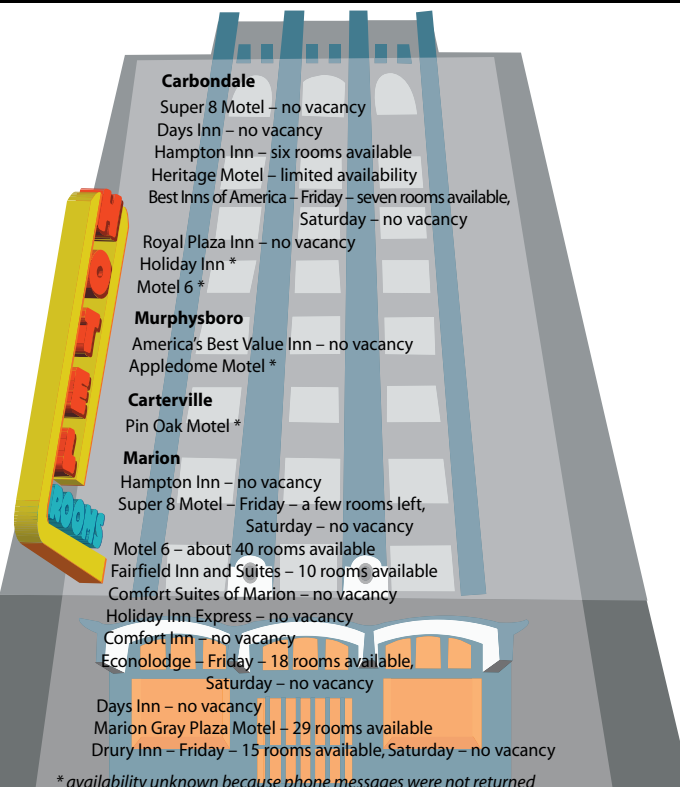 Carbondale
Super 8 Motel – no vacancy
Days Inn – no vacancy
Hampton Inn – six rooms available
Heritage Motel – limited availability
Best Inns of America – Friday – seven rooms available,
Saturday – no vacancy
Royal Plaza Inn – no vacancy
Holiday Inn *
Motel 6 *
Murphysboro
America’s Best Value Inn – no vacancy
Appledome Motel *
Carterville
Pin Oak Motel *
Marion
Hampton Inn – no vacancy
Super 8 Motel – Friday – a few rooms left,
Saturday – no vacancy
Motel 6 – about 40 rooms available
Fairfield Inn and Suites – 10 rooms available
Comfort Suites of Marion – no vacancy
Holiday Inn Express – no vacancy
Comfort Inn – no vacancy
Econolodge – Friday – 18 rooms available,
Saturday – no vacancy
Days Inn – no vacancy
Marion Gray Plaza Motel – 29 rooms available
Drury Inn – Friday – 15 rooms available, Saturday – no vacancy
* availability unknown because phone messages were not returned
HOTEL
ROOMS